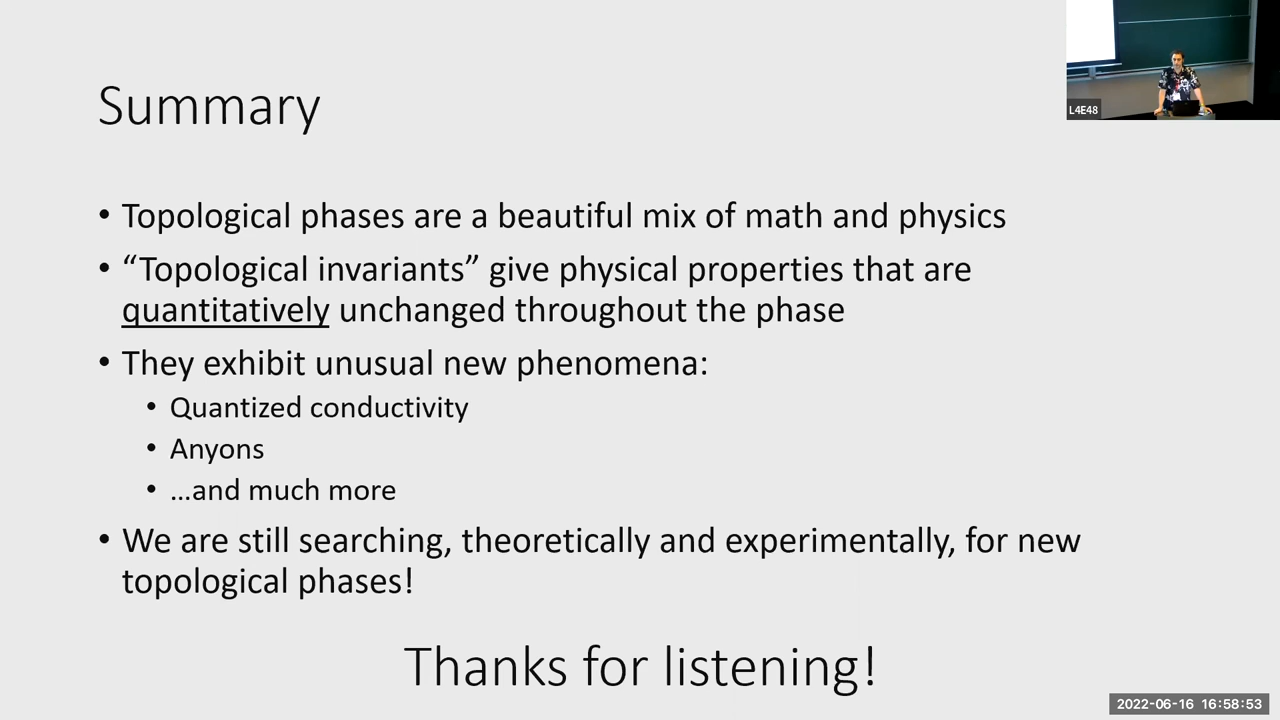 Summary
L4E48
• Topological phases are a beautiful mix of math and physics
• “Topological invariants” give physical properties that are
quantitatively unchanged throughout the phase
• They exhibit unusual new phenomena:
• Quantized conductivity
• Anyons
• …and much more
• We are still searching, theoretically and experimentally, for new
topological phases!
Thanks for listening!
2022-06-16 16:58:53